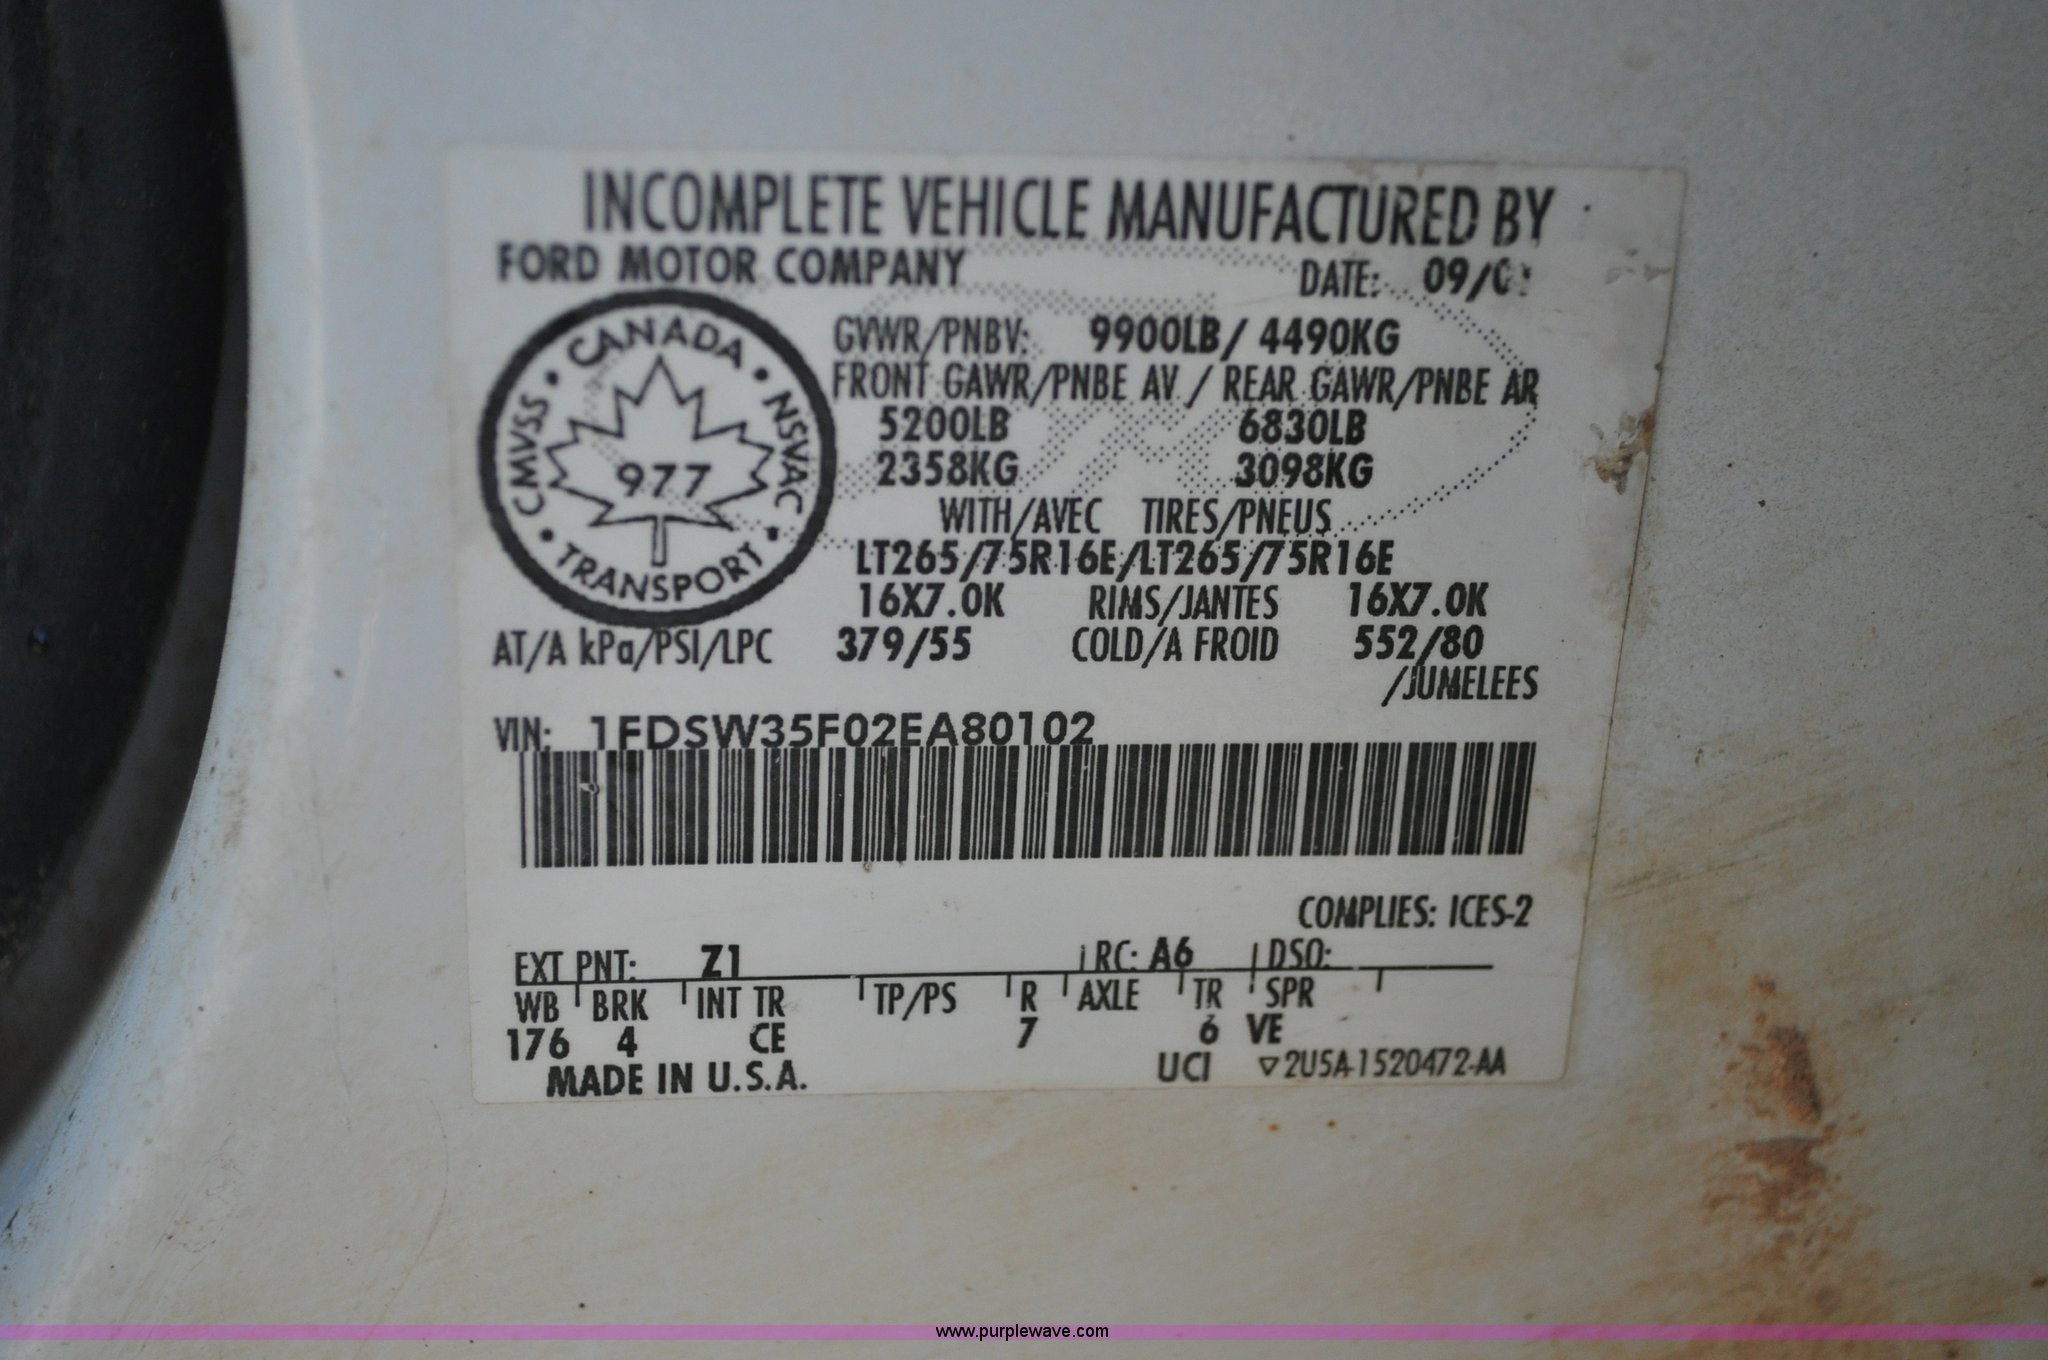 INCOMPLETE VEHICLE MANUFACTURED BY
FORD MOTOR COMPANY DATE:
CANADA
CMVSS NSVAC
977
TRANSPORT
GVWR/PNBV: 9900LB/ 4490KG
FRONT GAWR/PNBE AV / REAR GAWR/PNBE AR
5200LB 6830LB
2358KG 3098KG
WITH/AVEC TIRES/PNEUS
LT265/75R16E/LT265/75R16E
16X7.0K RIMS/JANTES 16X7.0K
AT/A kPa/PSI/LPC 379/55 COLD/A FROID 552/80
/JUMELEES
VIN: 1FDSW35F02EA80102
COMPLIES: ICES-2
EXT PNT: Z1 RC: A6 DSO:
WB BRK INT TR TP/PS R AXLE TR SPR
176 4 CE 7 6 VE
MADE IN U.S.A. UCI ▽2U5A-1520472-AA
www.purplewave.com